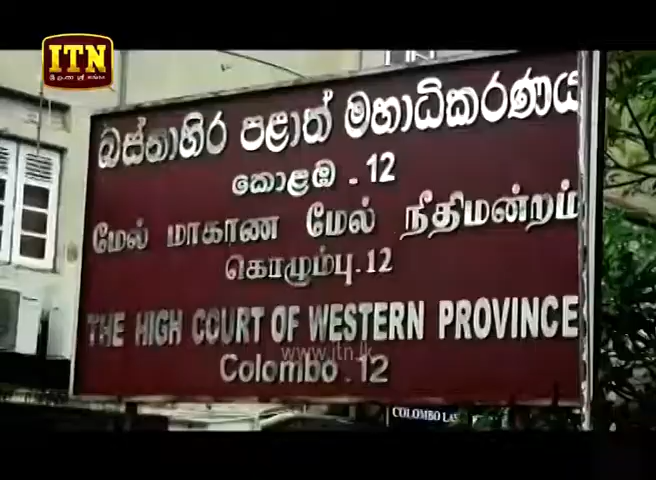 ITN
බස්නාහිර පළාත් මහාධිකරණය
කොළඹ - 12
மேல் மாகாண மேல் நீதிமன்றம்
கொழும்பு.12
THE HIGH COURT OF WESTERN PROVINCE
www.itn.lk
Colombo .12
COLOMBO